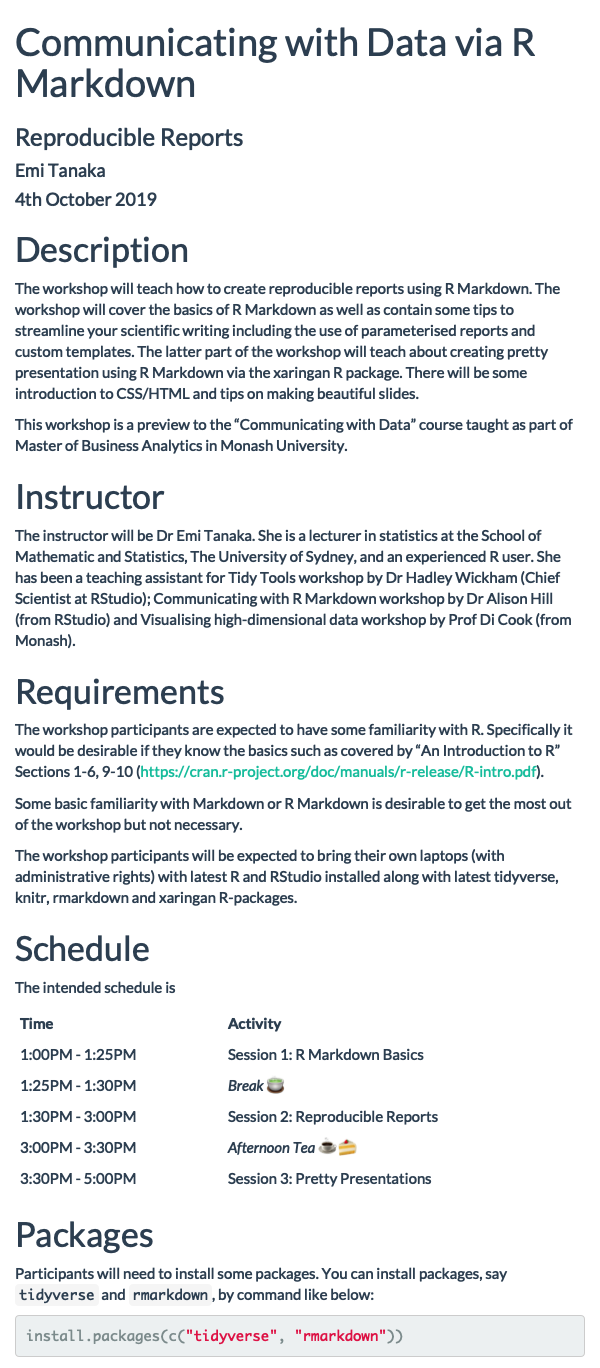 Communicating with Data via R
Markdown
Reproducible Reports
Emi Tanaka
4th October 2019
Description
The workshop will teach how to create reproducible reports using R Markdown. The
workshop will cover the basics of R Markdown as well as contain some tips to
streamline your scientific writing including the use of parameterised reports and
custom templates. The latter part of the workshop will teach about creating pretty
presentation using R Markdown via the xaringan R package. There will be some
introduction to CSS/HTML and tips on making beautiful slides.
This workshop is a preview to the “Communicating with Data” course taught as part of
Master of Business Analytics in Monash University.
Instructor
The instructor will be Dr Emi Tanaka. She is a lecturer in statistics at the School of
Mathematic and Statistics, The University of Sydney, and an experienced R user. She
has been a teaching assistant for Tidy Tools workshop by Dr Hadley Wickham (Chief
Scientist at RStudio); Communicating with R Markdown workshop by Dr Alison Hill
(from RStudio) and Visualising high-dimensional data workshop by Prof Di Cook (from
Monash).
Requirements
The workshop participants are expected to have some familiarity with R. Specifically it
would be desirable if they know the basics such as covered by “An Introduction to R”
Sections 1-6, 9-10 (https://cran.r-project.org/doc/manuals/r-release/R-intro.pdf).
Some basic familiarity with Markdown or R Markdown is desirable to get the most out
of the workshop but not necessary.
The workshop participants will be expected to bring their own laptops (with
administrative rights) with latest R and RStudio installed along with latest tidyverse,
knitr, rmarkdown and xaringan R-packages.
Schedule
The intended schedule is
Time Activity
1:00PM - 1:25PM Session 1: R Markdown Basics
1:25PM - 1:30PM Break 🍵
1:30PM - 3:00PM Session 2: Reproducible Reports
3:00PM - 3:30PM Afternoon Tea ☕🍰
3:30PM - 5:00PM Session 3: Pretty Presentations
Packages
Participants will need to install some packages. You can install packages, say
tidyverse and rmarkdown , by command like below:
install.packages(c("tidyverse", "rmarkdown"))